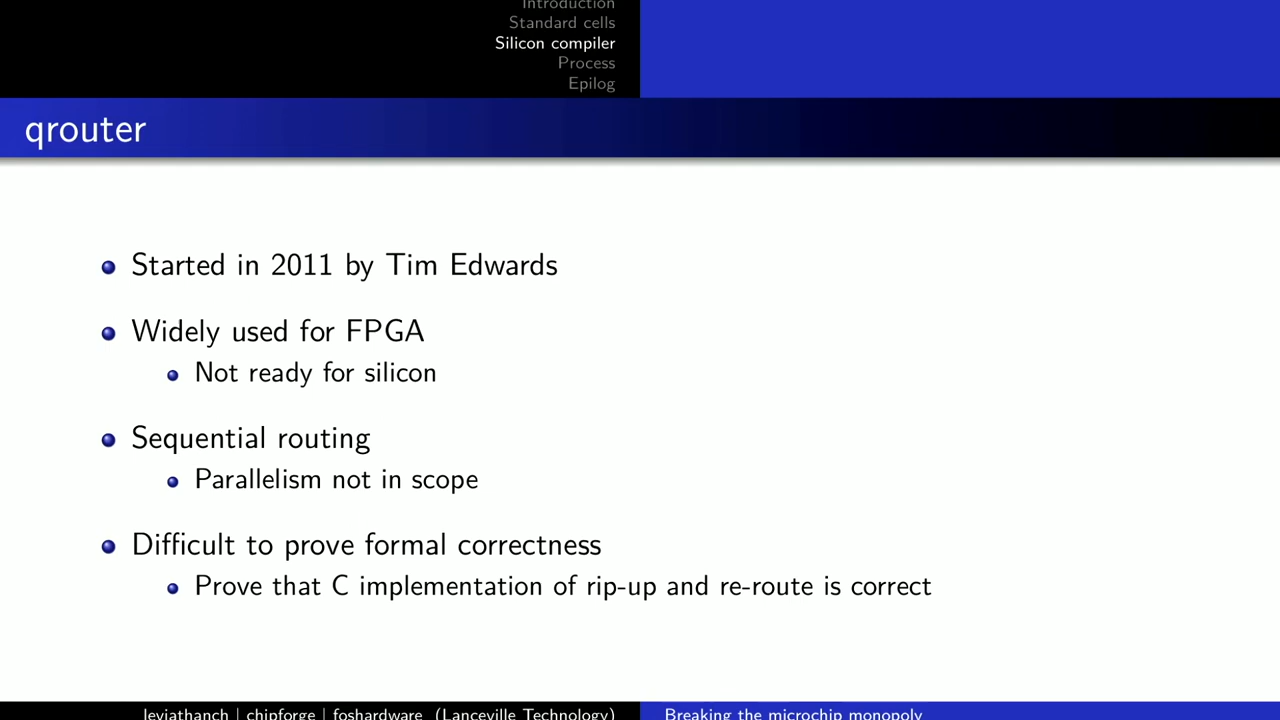 Introduction
Standard cells
Silicon compiler
Process
Epilog
qrouter
Started in 2011 by Tim Edwards
Widely used for FPGA
Not ready for silicon
Sequential routing
Parallelism not in scope
Difficult to prove formal correctness
Prove that C implementation of rip-up and re-route is correct
leviathanch | chipforge | foshardware (Lanceville Technology)
Breaking the microchip monopoly